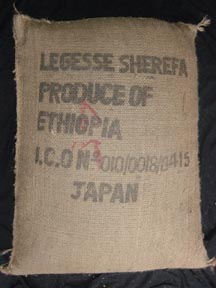 LEGESSE SHEREFA
PRODUCE OF
ETHIOPIA
I.C.O Nº 010/0018/0415
JAPAN